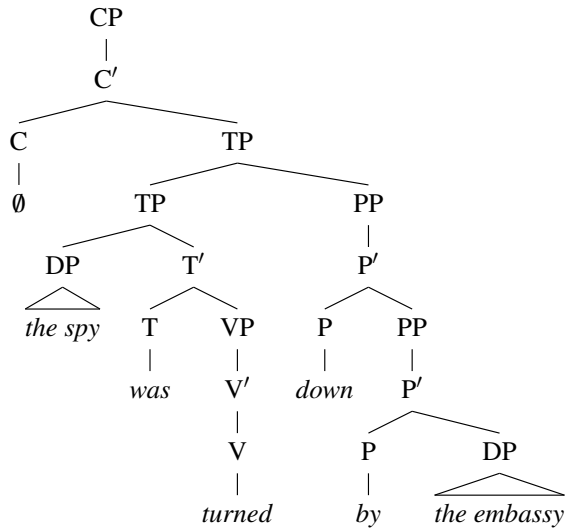 CP
C′
C TP
∅ TP PP
DP T′ P′
the spy T VP P PP
was V′ down P′
V P DP
turned by the embassy